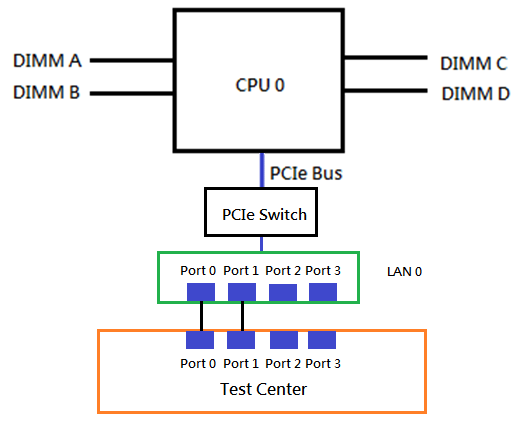 DIMM A
CPU 0
DIMM C
DIMM B
DIMM D
PCIe Bus
PCIe Switch
Port 0 Port 1 Port 2 Port 3
LAN 0
Port 0 Port 1 Port 2 Port 3
Test Center